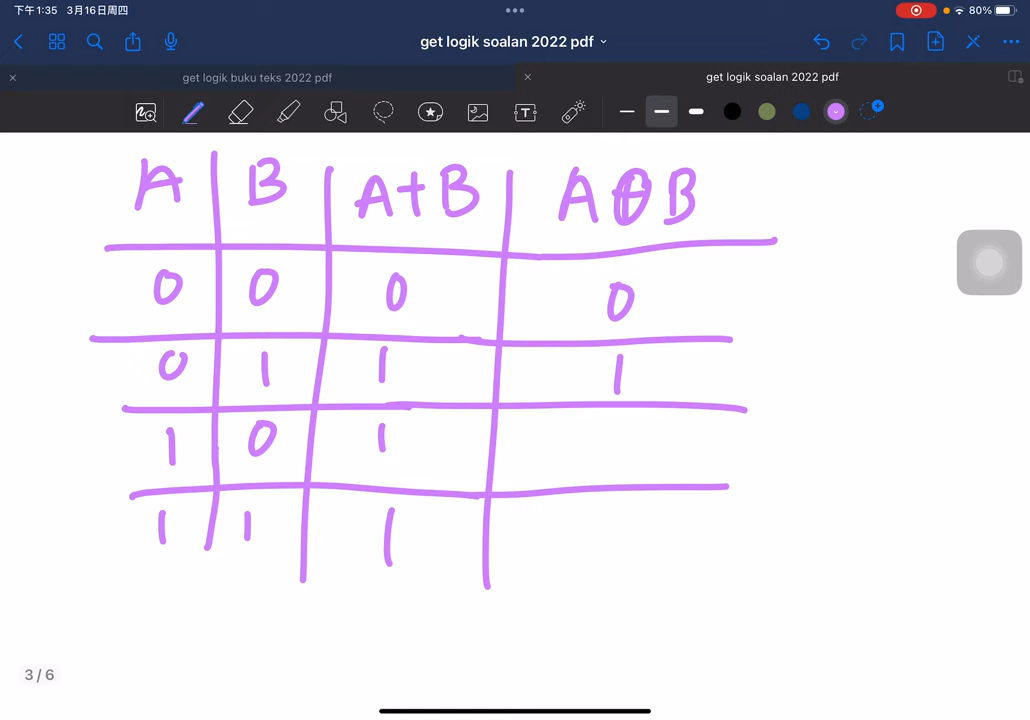 下午1:35 3月16日周四
80%
get logik soalan 2022 pdf
get logik buku teks 2022 pdf
get logik soalan 2022 pdf
A B A+B A⊕B
0 0 0 0
0 1 1 1
1 0 1
1 1 1
3 / 6